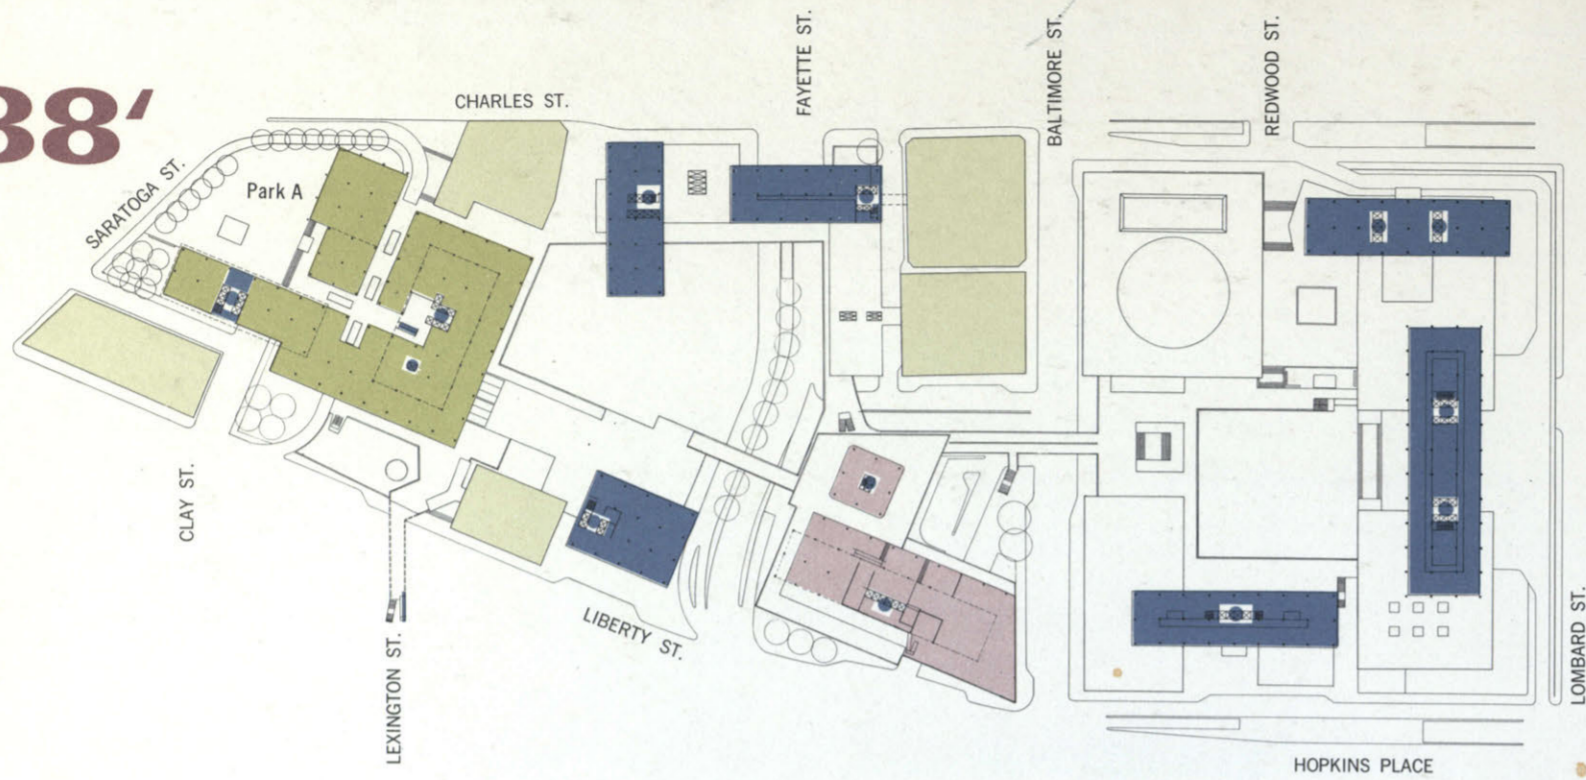 88'
CHARLES ST.
FAYETTE ST.
BALTIMORE ST.
REDWOOD ST.
SARATOGA ST.
Park A
CLAY ST.
LEXINGTON ST.
LIBERTY ST.
LOMBARD ST.
HOPKINS PLACE